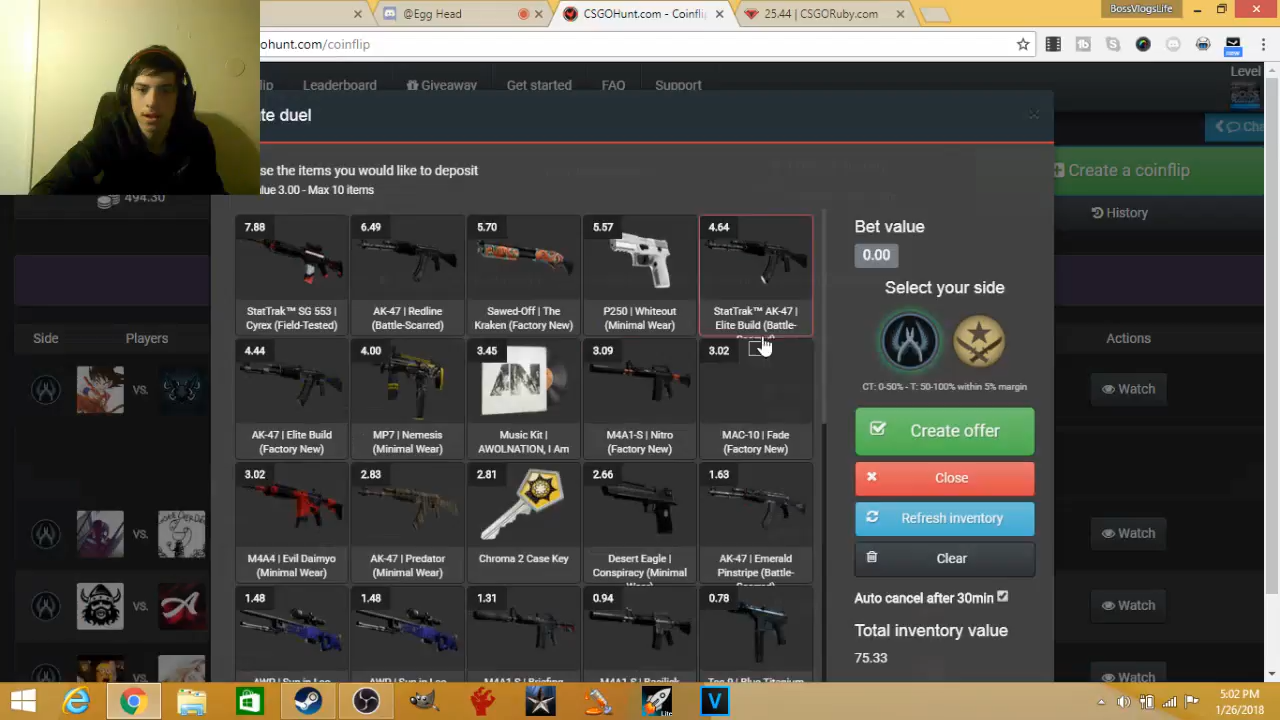 @Egg Head
CSGOHunt.com - Coinfli
25.44 | CSGORuby.com
BossVlogsLife
ohunt.com/coinflip
Leaderboard
Giveaway
Get started
FAQ
Support
Level
te duel
Cha
se the items you would like to deposit
alue 3.00 - Max 10 items
494.30
Create a coinflip
History
Bet value
0.00
Select your side
CT: 0-50% - T: 50-100% within 5% margin
Create offer
Close
Refresh inventory
Clear
Auto cancel after 30min
Total inventory value
75.33
Side
Players
Actions
VS.
Watch
VS.
Watch
VS.
Watch
VS.
Watch
7.88
6.49
5.70
5.57
4.64
StatTrak™ SG 553 |
Cyrex (Field-Tested)
AK-47 | Redline
(Battle-Scarred)
Sawed-Off | The
Kraken (Factory New)
P250 | Whiteout
(Minimal Wear)
StatTrak™ AK-47 |
Elite Build (Battle-
4.44
4.00
3.45
3.09
3.02
AN
AK-47 | Elite Build
(Factory New)
MP7 | Nemesis
(Minimal Wear)
Music Kit |
AWOLNATION, I Am
M4A1-S | Nitro
(Factory New)
MAC-10 | Fade
(Factory New)
3.02
2.83
2.81
2.66
1.63
M4A4 | Evil Daimyo
(Minimal Wear)
AK-47 | Predator
(Minimal Wear)
Chroma 2 Case Key
Desert Eagle |
Conspiracy (Minimal
AK-47 | Emerald
Pinstripe (Battle-
1.48
1.48
1.31
0.94
0.78
5:02 PM
1/26/2018